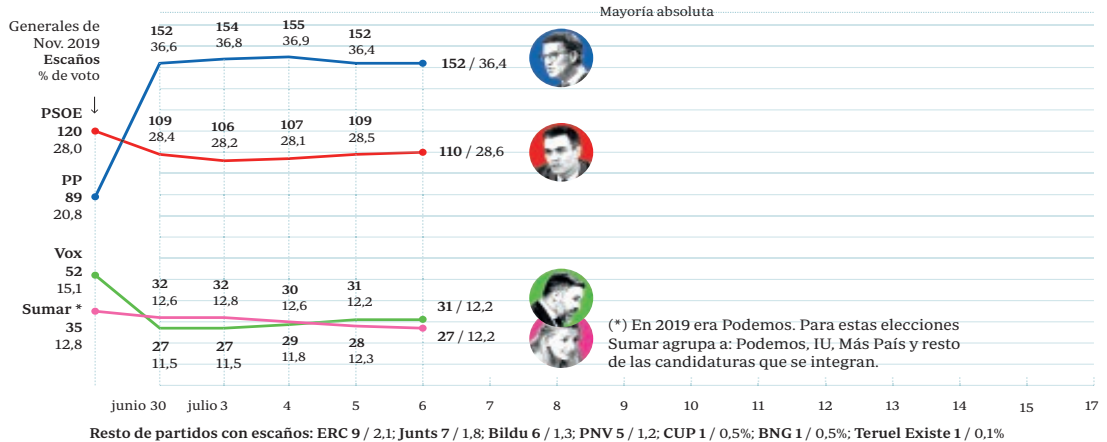 Mayoría absoluta
Generales de
Nov. 2019
Escaños
% de voto
PSOE
120
28,0
PP
89
20,8
Vox
52
15,1
Sumar *
35
12,8
152 154 155 152
36,6 36,8 36,9 36,4
152 / 36,4
109 106 107 109
28,4 28,2 28,1 28,5
110 / 28,6
32 32 30 31
12,6 12,8 12,6 12,2
31 / 12,2
27 / 12,2
27 27 29 28
11,5 11,5 11,8 12,3
(*) En 2019 era Podemos. Para estas elecciones
Sumar agrupa a: Podemos, IU, Más País y resto
de las candidaturas que se integran.
junio 30 julio 3 4 5 6 7 8 9 10 11 12 13 14 15 16 17
Resto de partidos con escaños: ERC 9 / 2,1; Junts 7 / 1,8; Bildu 6 / 1,3; PNV 5 / 1,2; CUP 1 / 0,5%; BNG 1 / 0,5%; Teruel Existe 1 / 0,1%